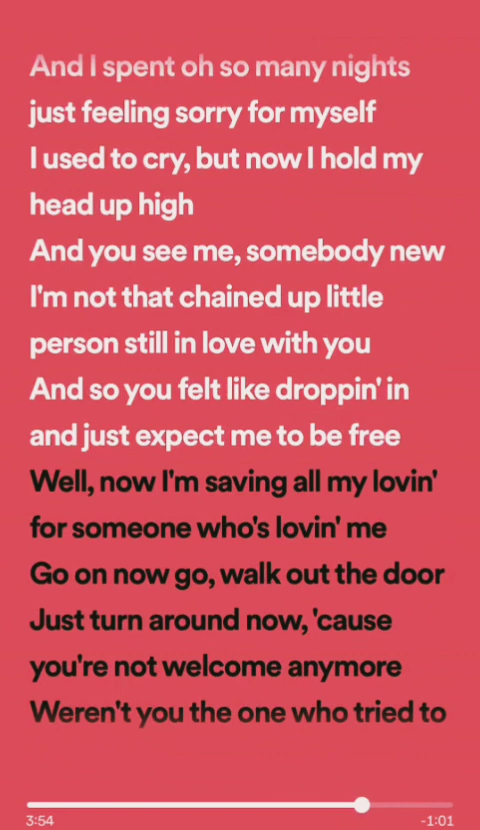 And I spent oh so many nights
just feeling sorry for myself
I used to cry, but now I hold my
head up high
And you see me, somebody new
I'm not that chained up little
person still in love with you
And so you felt like droppin' in
and just expect me to be free
Well, now I'm saving all my lovin'
for someone who's lovin' me
Go on now go, walk out the door
Just turn around now, 'cause
you're not welcome anymore
Weren't you the one who tried to
3:54 -1:01